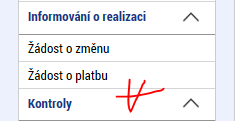 Informování o realizaci
Žádost o změnu
Žádost o platbu
Kontroly